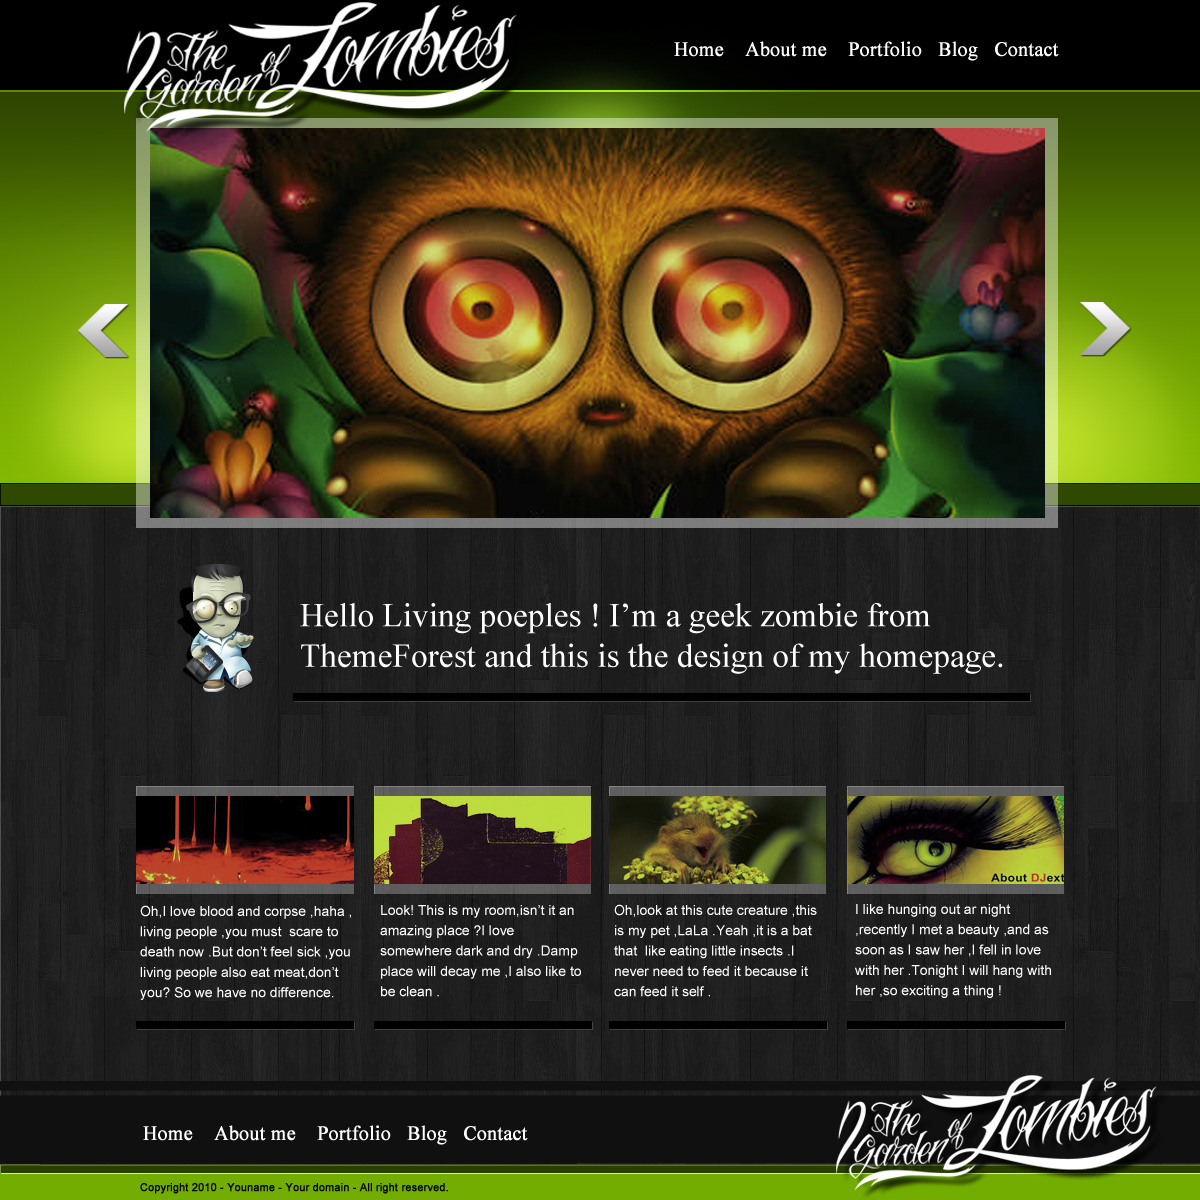 The Garden of Zombies
Home About me Portfolio Blog Contact
Hello Living poeples ! I’m a geek zombie from
ThemeForest and this is the design of my homepage.
Oh,I love blood and corpse ,haha ,
living people ,you must scare to
death now .But don’t feel sick ,you
living people also eat meat,don’t
you? So we have no difference.
Look! This is my room,isn’t it an
amazing place ?I love
somewhere dark and dry .Damp
place will decay me ,I also like to
be clean .
Oh,look at this cute creature ,this
is my pet ,LaLa .Yeah ,it is a bat
that like eating little insects .I
never need to feed it because it
can feed it self .
About DJext
I like hunging out ar night
,recently I met a beauty ,and as
soon as I saw her ,I fell in love
with her .Tonight I will hang with
her ,so exciting a thing !
Home About me Portfolio Blog Contact
The Garden of Zombies
Copyright 2010 - Youname - Your domain - All right reserved.